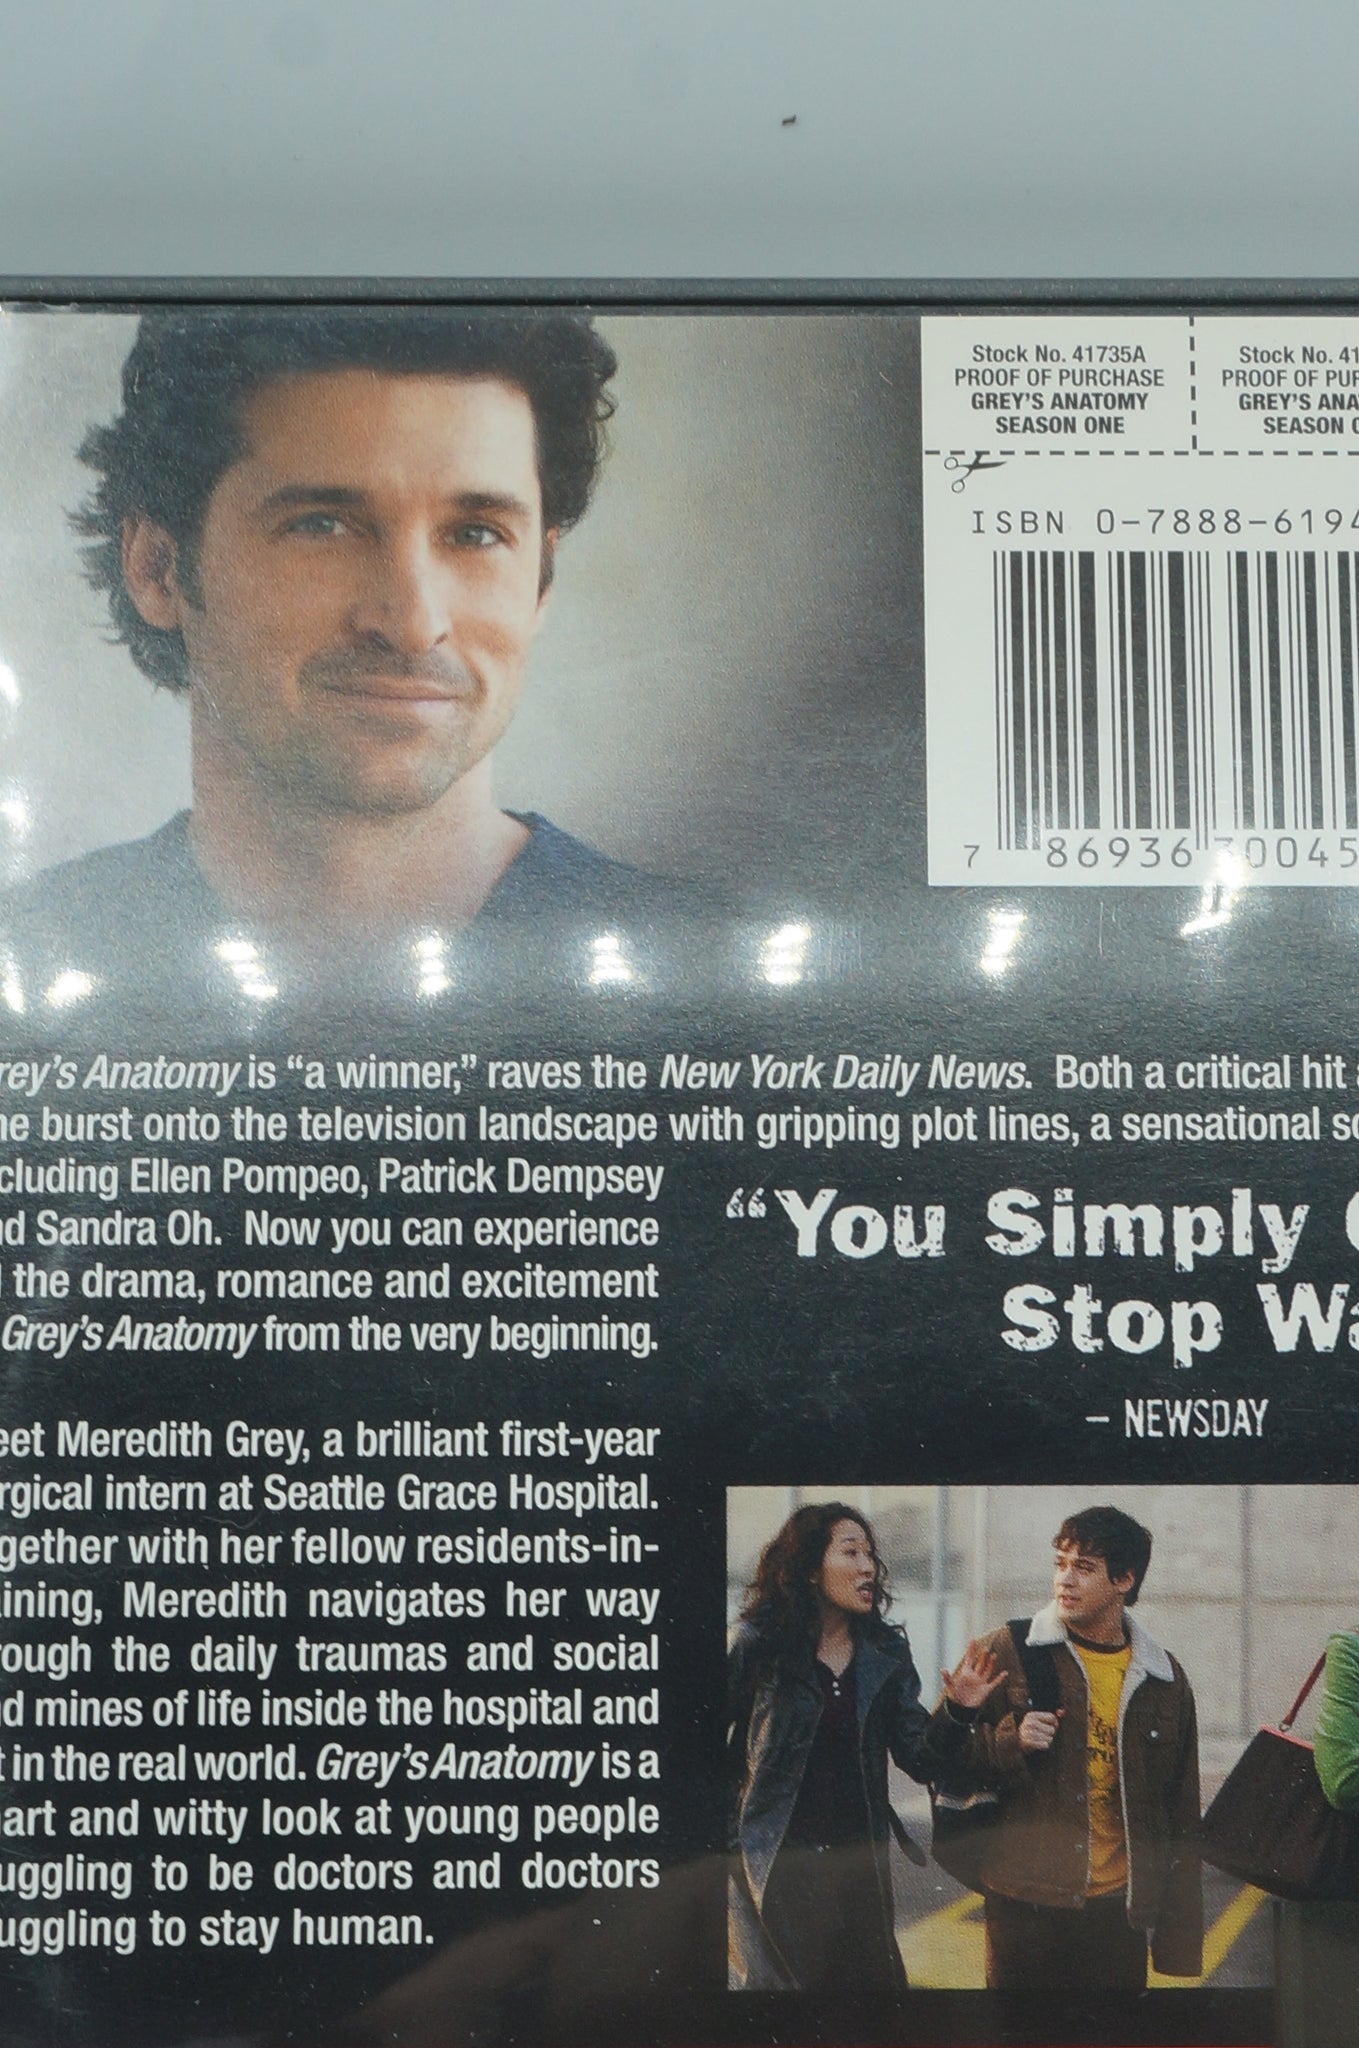 Stock No. 41735A
PROOF OF PURCHASE
GREY'S ANATOMY
SEASON ONE
Stock No. 41
PROOF OF PUR
GREY'S ANA
SEASON O
ISBN 0-7888-6194
7 86936 30045
rey's Anatomy is “a winner,” raves the New York Daily News. Both a critical hit a
ne burst onto the television landscape with gripping plot lines, a sensational so
cluding Ellen Pompeo, Patrick Dempsey
nd Sandra Oh. Now you can experience
l the drama, romance and excitement
Grey's Anatomy from the very beginning.
“You Simply C
Stop Wa
– NEWSDAY
eet Meredith Grey, a brilliant first-year
rgical intern at Seattle Grace Hospital.
gether with her fellow residents-in-
ining, Meredith navigates her way
rough the daily traumas and social
nd mines of life inside the hospital and
t in the real world. Grey's Anatomy is a
mart and witty look at young people
uggling to be doctors and doctors
uggling to stay human.